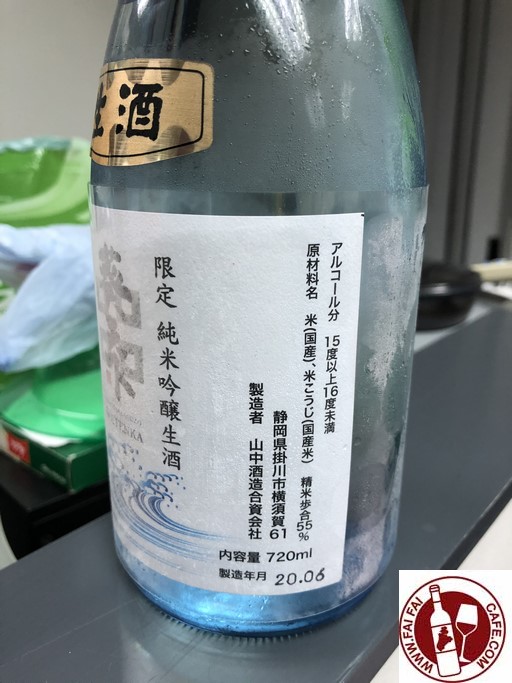 生酒
葵天下
限定 純米吟醸生酒
アルコール分 15度以上16度未満
原材料名 米(国産)、米こうじ(国産米) 精米歩合55%
静岡県掛川市横須賀61
製造者 山中酒造合資会社
内容量 720ml
製造年月 20.06
WWW.FAI FAI CAFE.COM